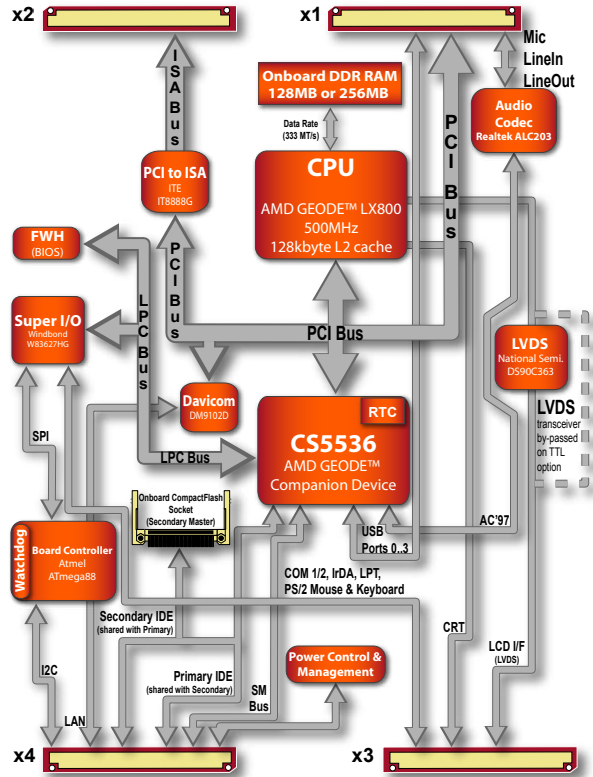 x2
x1
Mic
LineIn
LineOut
ISA Bus
Onboard DDR RAM
128MB or 256MB
Data Rate
(333 MT/s)
Audio
Codec
Realtek ALC203
PCI Bus
PCI to ISA
ITE
IT8888G
CPU
AMD GEODE™ LX800
500MHz
128kbyte L2 cache
FWH
(BIOS)
PCI Bus
LPC Bus
Super I/O
Windbond
W83627HG
PCI Bus
LVDS
National Semi.
DS90C363
Davicom
DM9102D
RTC
CS5536
AMD GEODE™
Companion Device
LVDS
transceiver
by-passed
on TTL
option
SPI
LPC Bus
Onboard CompactFlash
Socket
(Secondary Master)
USB
Ports 0..3
AC'97
Watchdog
Board Controller
Atmel
ATmega88
COM 1/2, IrDA, LPT,
PS/2 Mouse & Keyboard
Secondary IDE
(shared with Primary)
CRT
LCD I/F
(LVDS)
Power Control &
Management
I2C
Primary IDE
(shared with Secondary)
SM
Bus
LAN
x4
x3